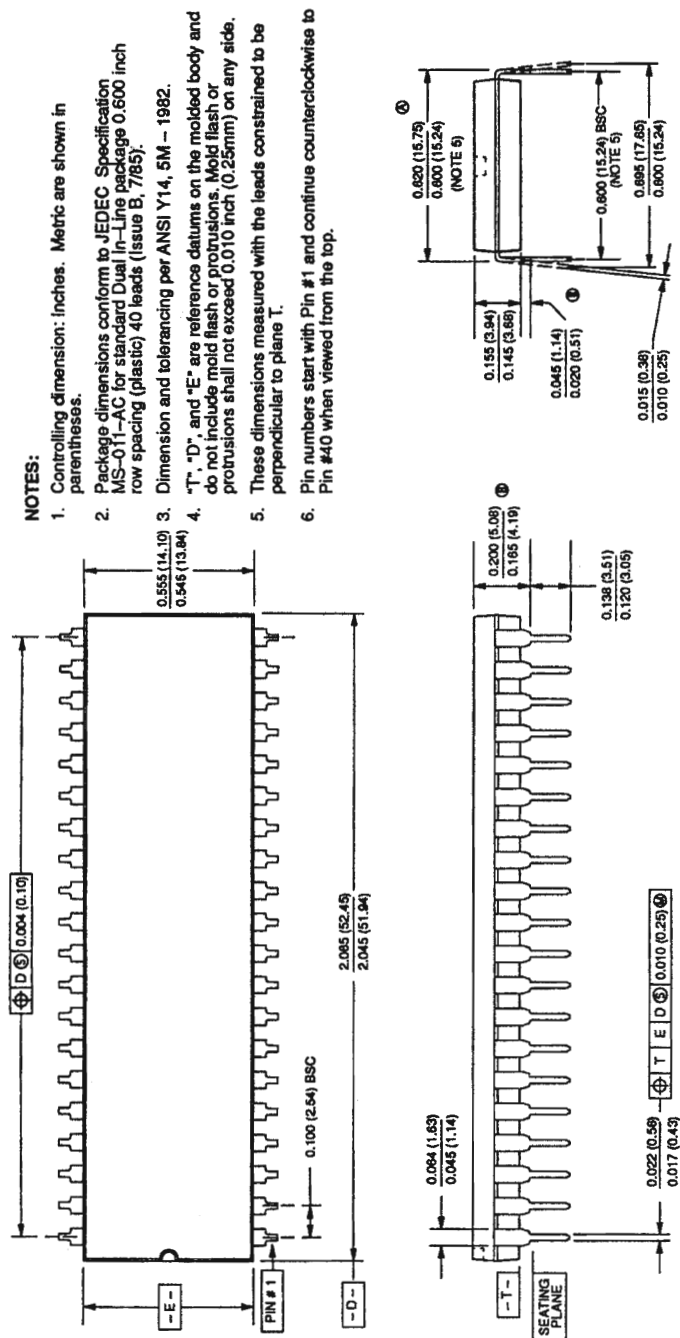 NOTES:
1. Controlling dimension: Inches. Metric are shown in
parentheses.
2. Package dimensions conform to JEDEC Specification
MS–011–AC for standard Dual In–Line package 0.600 inch
row spacing (plastic) 40 leads (Issue B, 7/85).
3. Dimension and tolerancing per ANSI Y14, 5M – 1982.
4. "T", "D", and "E" are reference datums on the molded body and
do not include mold flash or protrusions. Mold flash or
protrusions shall not exceed 0.010 inch (0.25mm) on any side.
5. These dimensions measured with the leads constrained to be
perpendicular to plane T.
6. Pin numbers start with Pin #1 and continue counterclockwise to
Pin #40 when viewed from the top.
⌖ D Ⓢ 0.004 (0.10)
0.555 (14.10)
0.545 (13.84)
- E -
PIN # 1
0.100 (2.54) BSC
- D -
2.065 (52.45)
2.045 (51.94)
0.064 (1.63)
0.045 (1.14)
- T -
SEATING
PLANE
0.022 (0.56)
0.017 (0.43)
⌖ T E D Ⓢ 0.010 (0.25) Ⓜ
0.200 (5.08)
0.165 (4.19)
Ⓑ
0.138 (3.51)
0.120 (3.05)
0.620 (15.75)
0.600 (15.24)
(NOTE 5)
Ⓐ
0.155 (3.94)
0.145 (3.68)
0.045 (1.14)
0.020 (0.51)
Ⓑ
0.600 (15.24) BSC
(NOTE 5)
0.695 (17.65)
0.600 (15.24)
0.015 (0.38)
0.010 (0.25)